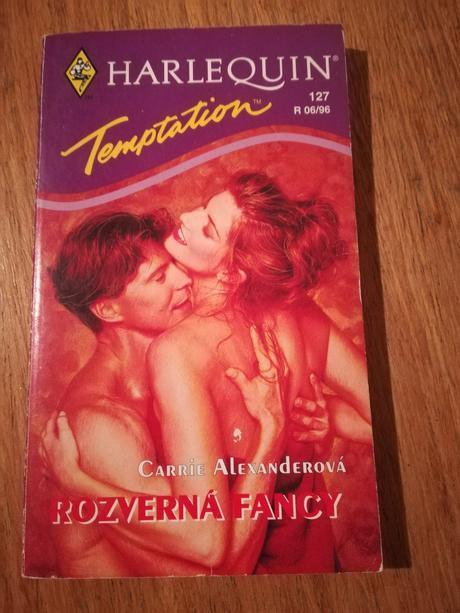 HARLEQUIN®
Temptation™
127
R 06/96
CARRIE ALEXANDEROVÁ
ROZVERNÁ FANCY